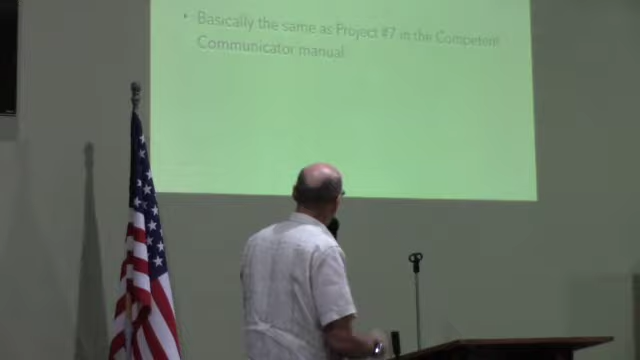 • Basically the same as Project #7 in the Competent
Communicator manual.